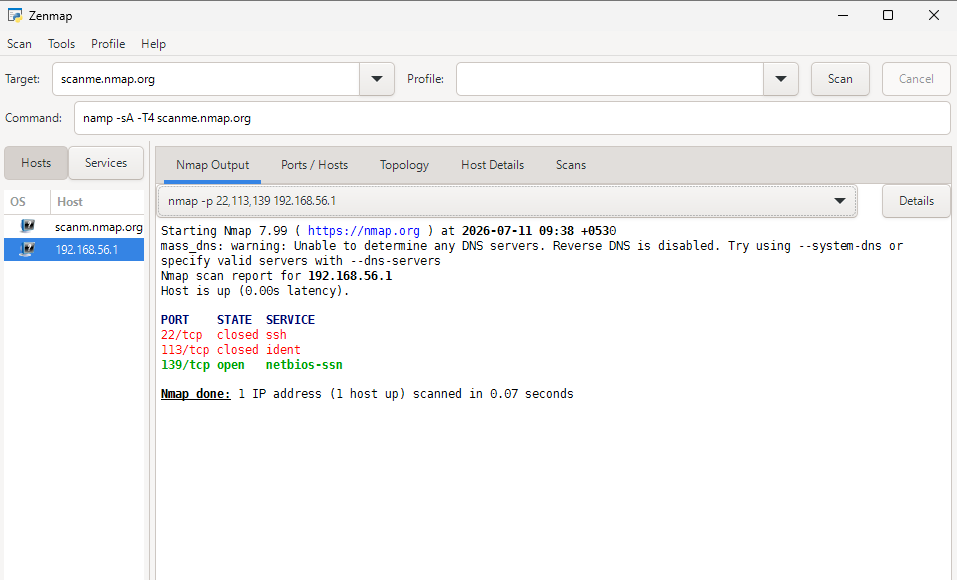 Zenmap
Scan Tools Profile Help
Target: scanme.nmap.org Profile: Scan Cancel
Command: namp -sA -T4 scanme.nmap.org
Hosts Services
OS Host
scanm.nmap.org
192.168.56.1
Nmap Output Ports / Hosts Topology Host Details Scans
nmap -p 22,113,139 192.168.56.1 Details
Starting Nmap 7.99 ( https://nmap.org ) at 2026-07-11 09:38 +0530
mass_dns: warning: Unable to determine any DNS servers. Reverse DNS is disabled. Try using --system-dns or
specify valid servers with --dns-servers
Nmap scan report for 192.168.56.1
Host is up (0.00s latency).
PORT STATE SERVICE
22/tcp closed ssh
113/tcp closed ident
139/tcp open netbios-ssn
Nmap done: 1 IP address (1 host up) scanned in 0.07 seconds